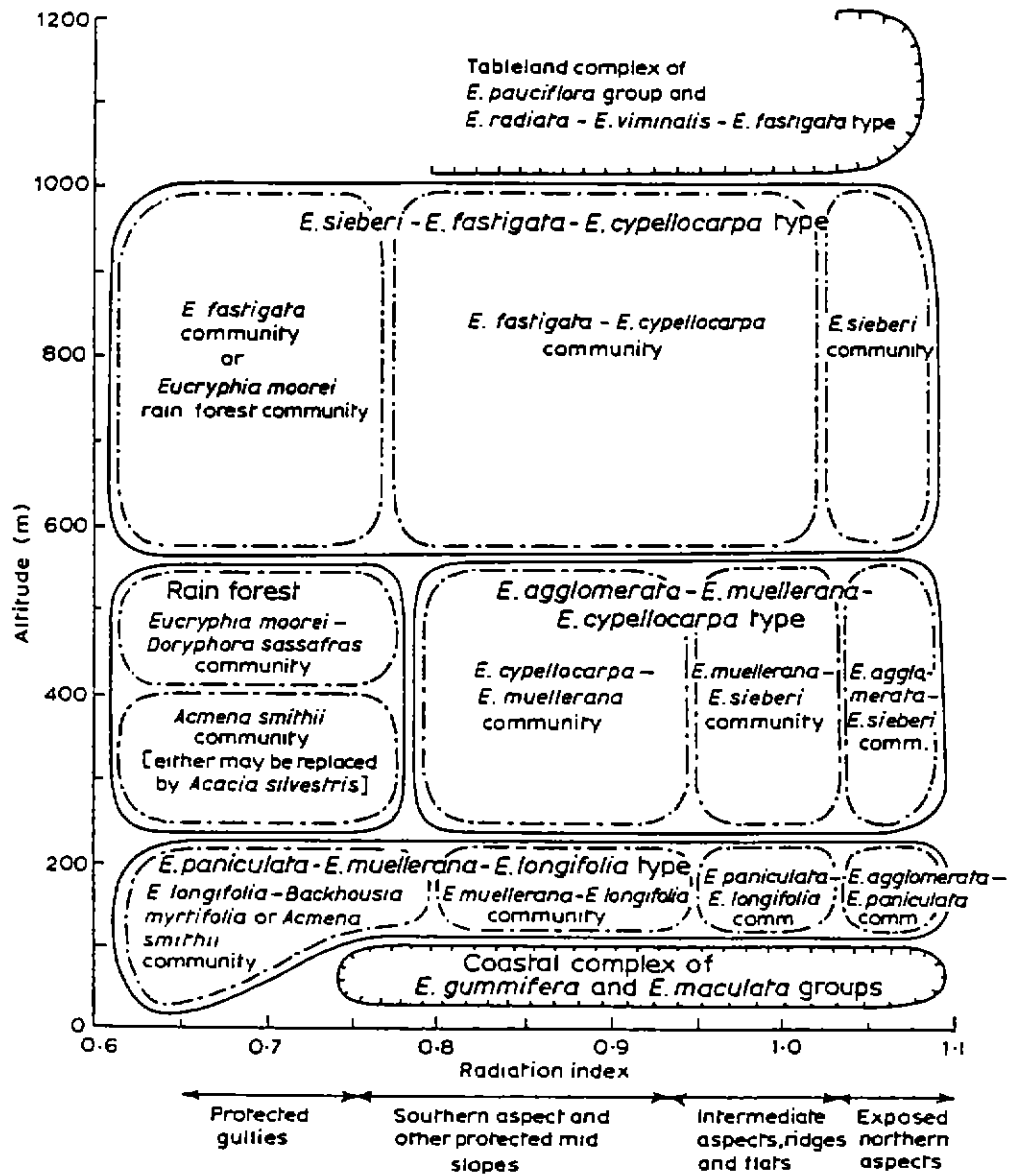 1200
Tableland complex of
E. pauciflora group and
E. radiata - E. viminalis - E. fastigata type
1000
E. sieberi - E. fastigata - E. cypellocarpa type
E fastigata
community
or
Eucryphia moorei
rain forest community
E. fastigata - E. cypellocarpa
community
E sieberi
community
800
600
Altitude (m)
Rain forest
Eucryphia moorei -
Doryphora sassafras
community
Acmena smithii
community
[either may be replaced
by Acacia silvestris]
E. agglomerata - E. muellerana -
E. cypellocarpa type
E. cypellocarpa -
E. muellerana
community
E. muellerana -
E. sieberi
community
E. agglo-
merata -
E. sieberi
comm.
400
200
E. paniculata - E. muellerana - E. longifolia type
E longifolia - Backhousia
myrtifolia or Acmena
smithii
community
E muellerana - E. longifolia
community
E paniculata -
E. longifolia
comm
E. agglomerata -
E. paniculata
comm
Coastal complex of
E. gummifera and E. maculata groups
0
0.6 0.7 0.8 0.9 1.0 1.1
Radiation index
Protected
gullies
Southern aspect and
other protected mid
slopes
Intermediate
aspects, ridges
and flats
Exposed
northern
aspects